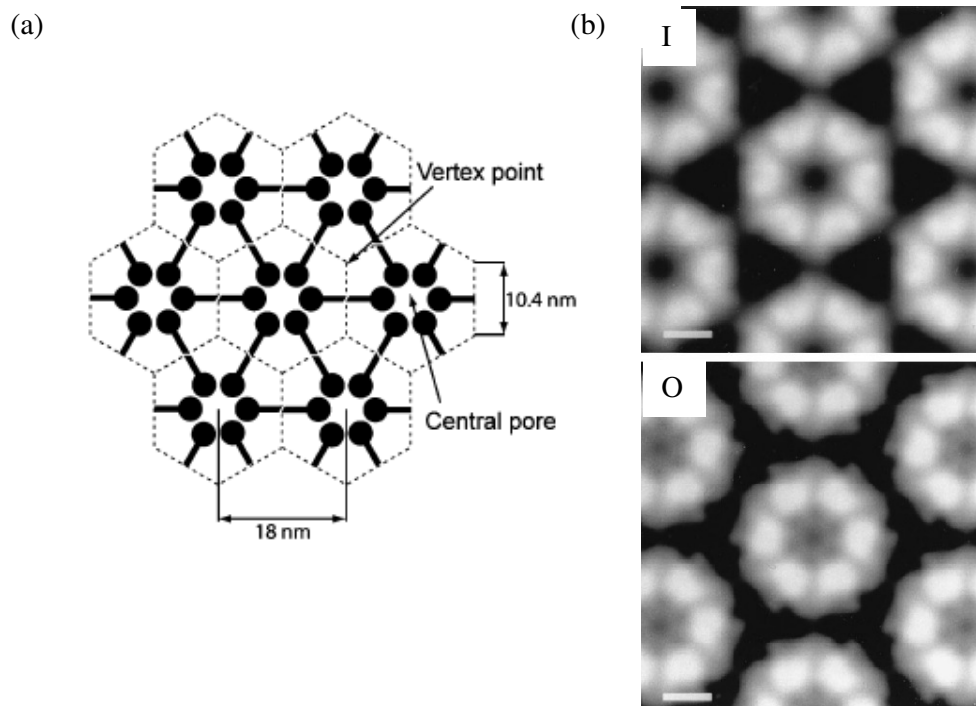 (a)
(b)
I
Vertex point
10.4 nm
Central pore
18 nm
O